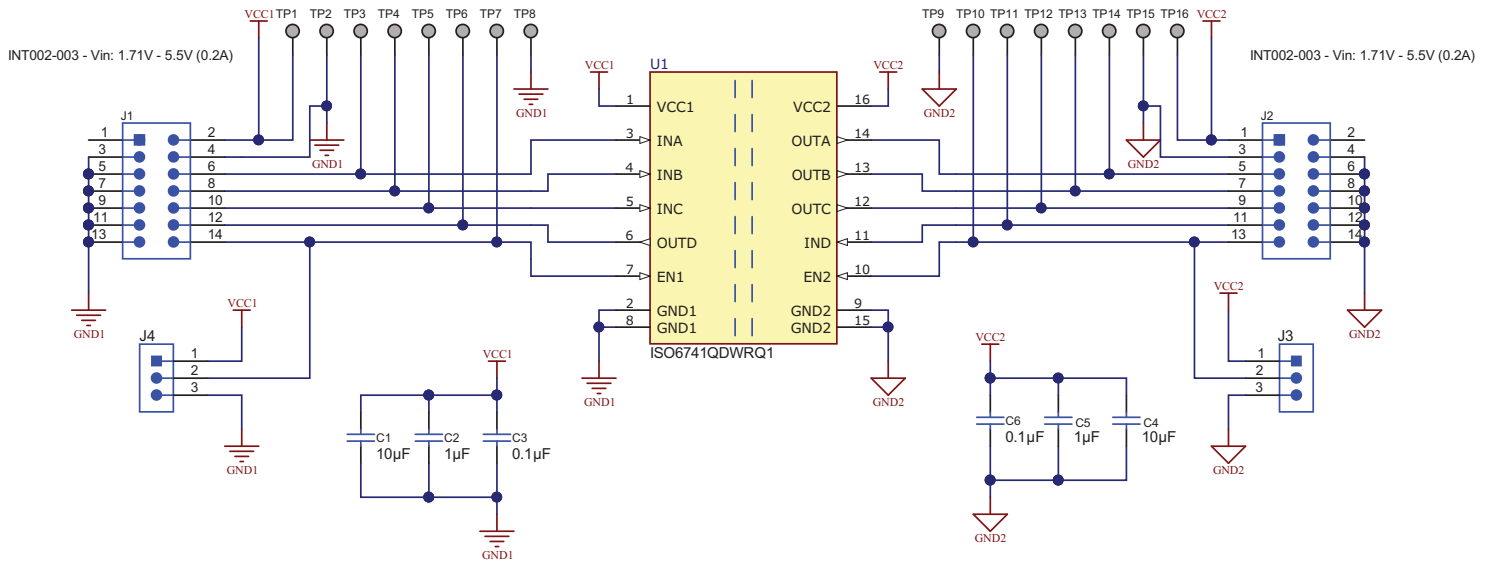 VCC1 TP1 TP2 TP3 TP4 TP5 TP6 TP7 TP8
TP9 TP10 TP11 TP12 TP13 TP14 TP15 TP16 VCC2
INT002-003 - Vin: 1.71V - 5.5V (0.2A)
INT002-003 - Vin: 1.71V - 5.5V (0.2A)
GND1
GND1
GND2
GND2
J1
1 2
3 4
5 6
7 8
9 10
11 12
13 14
GND1
VCC1
U1
VCC2
1 VCC1 VCC2 16
3 INA OUTA 14
4 INB OUTB 13
5 INC OUTC 12
6 OUTD IND 11
7 EN1 EN2 10
2 GND1 GND2 9
8 GND1 GND2 15
ISO6741QDWRQ1
GND1
GND2
J2
1 2
3 4
5 6
7 8
9 10
11 12
13 14
GND2
VCC1
J4
1
2
3
GND1
VCC1
C1
10µF
C2
1µF
C3
0.1µF
GND1
VCC2
C6
0.1µF
C5
1µF
C4
10µF
GND2
VCC2
J3
1
2
3
GND2